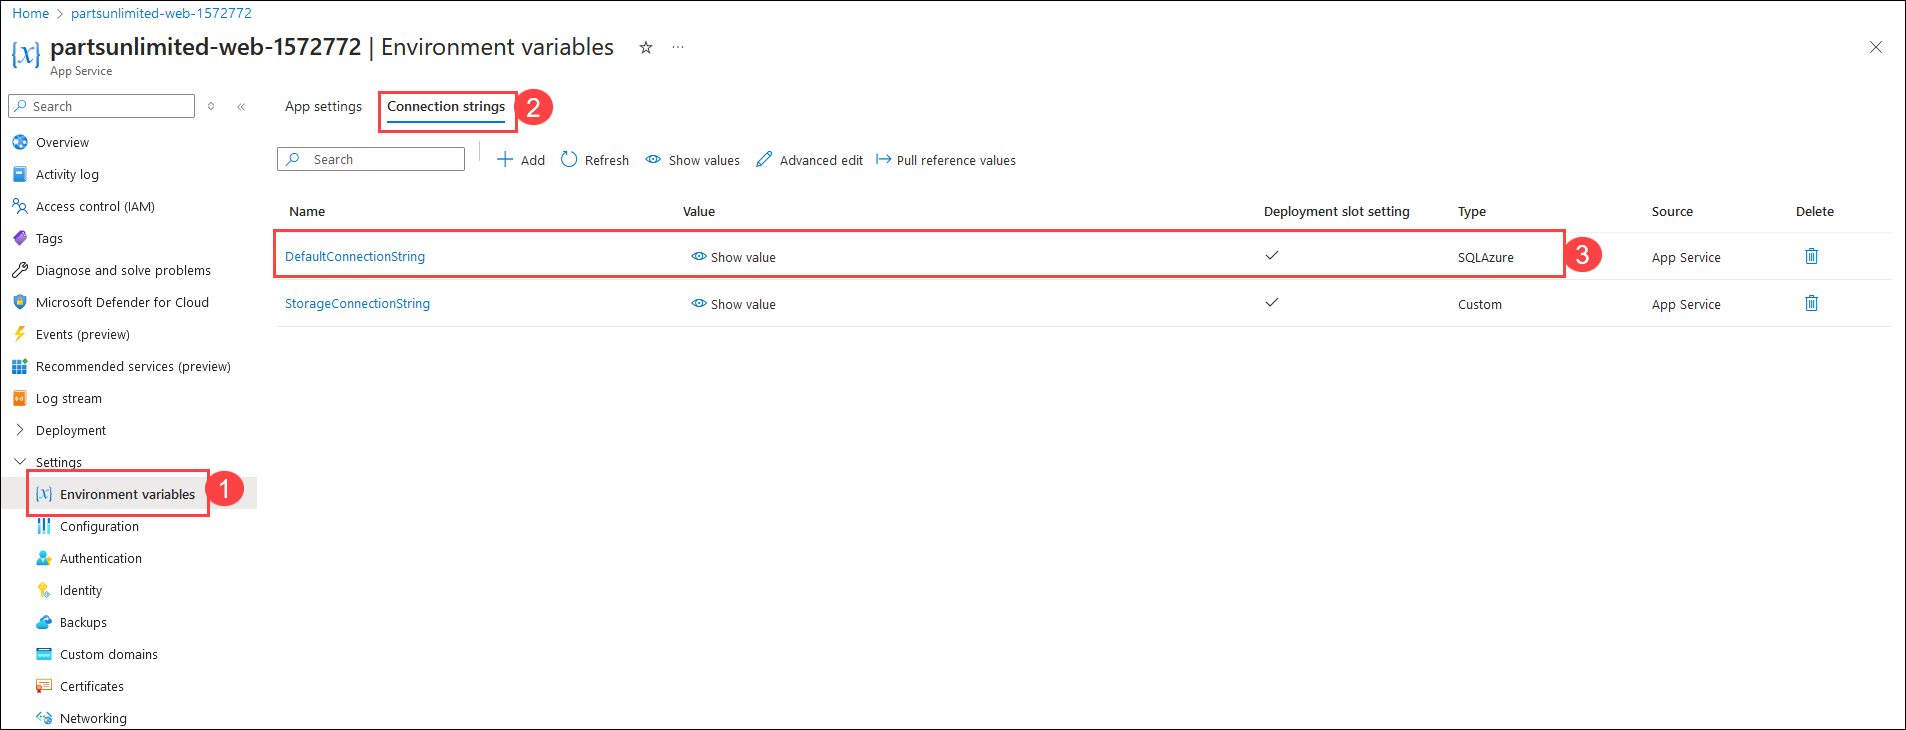 Home > partsunlimited-web-1572772
partsunlimited-web-1572772 | Environment variables
App Service
Search
Overview
Activity log
Access control (IAM)
Tags
Diagnose and solve problems
Microsoft Defender for Cloud
Events (preview)
Recommended services (preview)
Log stream
Deployment
Settings
Environment variables 1
Configuration
Authentication
Identity
Backups
Custom domains
Certificates
Networking
App settings Connection strings 2
Search Add Refresh Show values Advanced edit Pull reference values
Name Value Deployment slot setting Type Source Delete
DefaultConnectionString Show value SQLAzure 3 App Service
StorageConnectionString Show value Custom App Service